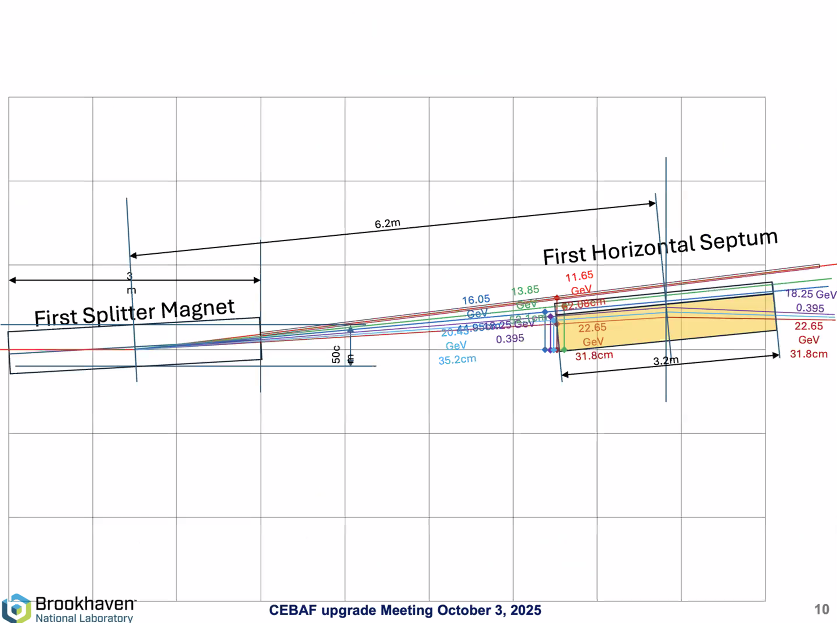 6.2m
First Horizontal Septum
3
m
First Splitter Magnet
11.65
GeV
13.85
GeV
16.05
GeV
18.25 GeV
0.395
18.25 GeV
0.395
GeV
35.2cm
22.65
GeV
31.8cm
22.65
GeV
31.8cm
3.2m
50c
Brookhaven
National Laboratory
CEBAF upgrade Meeting October 3, 2025
10